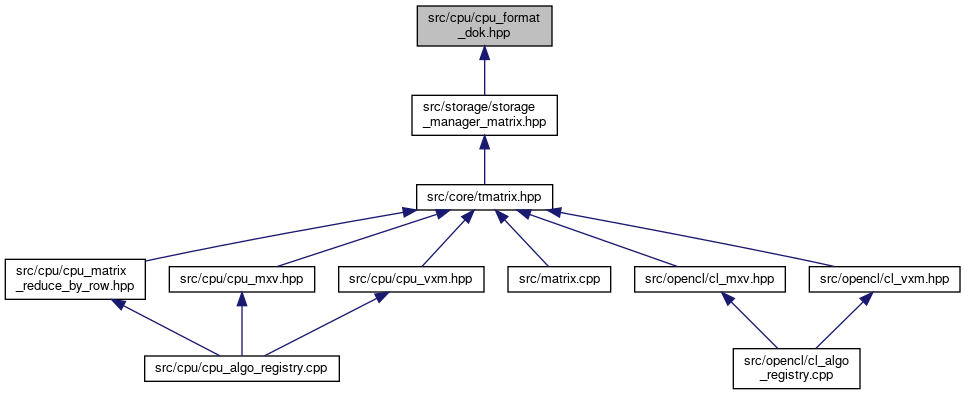 src/cpu/cpu_format
_dok.hpp
src/storage/storage
_manager_matrix.hpp
src/core/tmatrix.hpp
src/cpu/cpu_matrix
_reduce_by_row.hpp
src/cpu/cpu_mxv.hpp
src/cpu/cpu_vxm.hpp
src/matrix.cpp
src/opencl/cl_mxv.hpp
src/opencl/cl_vxm.hpp
src/cpu/cpu_algo_registry.cpp
src/opencl/cl_algo
_registry.cpp